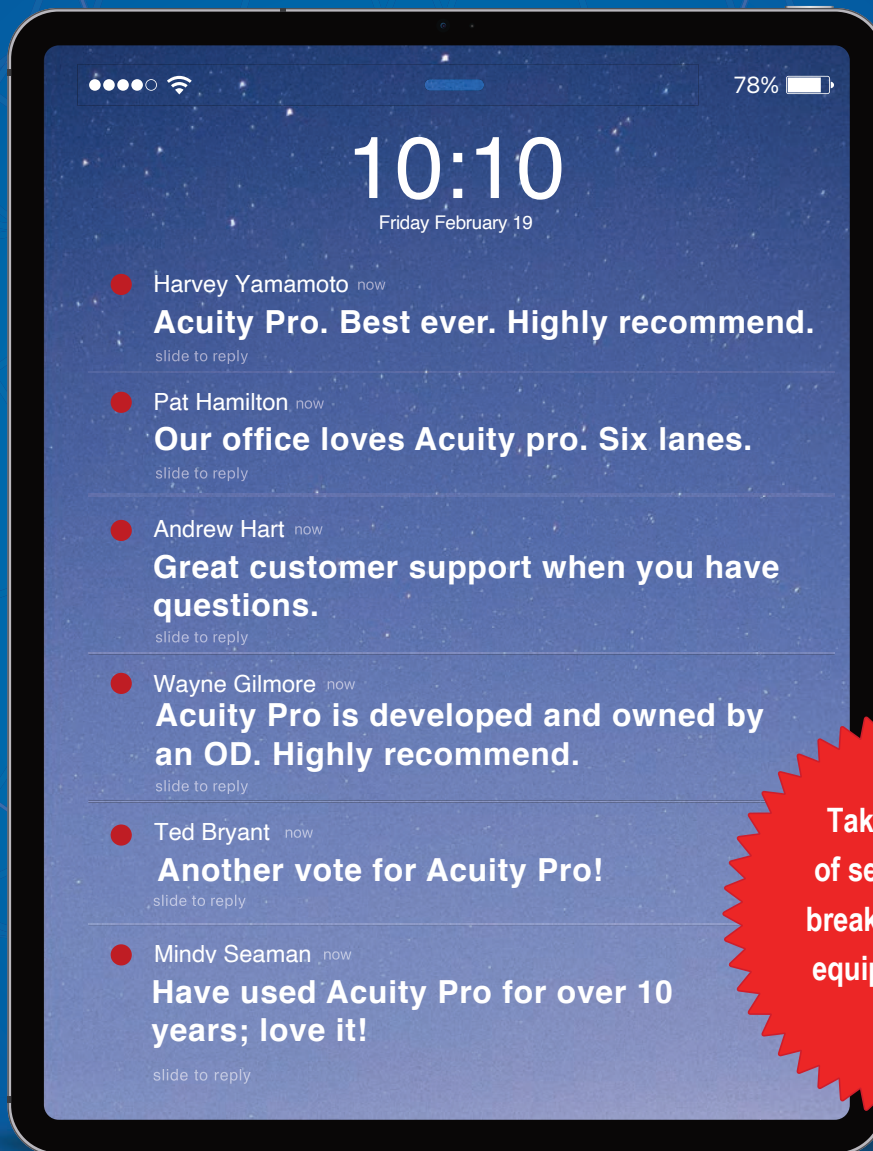 78%
10:10
Friday February 19
Harvey Yamamoto now
Acuity Pro. Best ever. Highly recommend.
slide to reply
Pat Hamilton now
Our office loves Acuity pro. Six lanes.
slide to reply
Andrew Hart now
Great customer support when you have
questions.
slide to reply
Wayne Gilmore now
Acuity Pro is developed and owned by
an OD. Highly recommend.
slide to reply
Ted Bryant now
Another vote for Acuity Pro!
slide to reply
Mindy Seaman now
Have used Acuity Pro for over 10
years; love it!
slide to reply
of